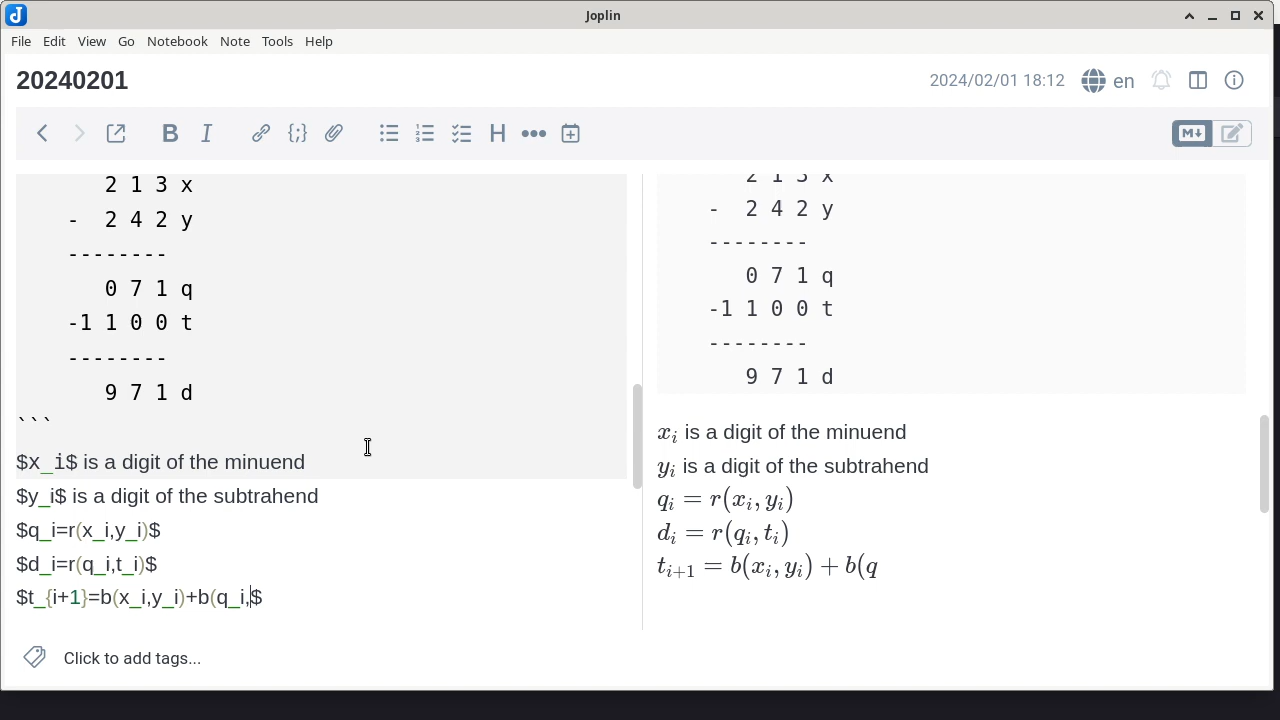 Joplin
File Edit View Go Notebook Note Tools Help
20240201
2024/02/01 18:12 en
2 1 3 x
- 2 4 2 y
--------
0 7 1 q
-1 1 0 0 t
--------
9 7 1 d
```
$x_i$ is a digit of the minuend
$y_i$ is a digit of the subtrahend
$q_i=r(x_i,y_i)$
$d_i=r(q_i,t_i)$
$t_{i+1}=b(x_i,y_i)+b(q_i,$
2 1 3 x
- 2 4 2 y
--------
0 7 1 q
-1 1 0 0 t
--------
9 7 1 d
xᵢ is a digit of the minuend
yᵢ is a digit of the subtrahend
qᵢ = r(xᵢ, yᵢ)
dᵢ = r(qᵢ, tᵢ)
tᵢ₊₁ = b(xᵢ, yᵢ) + b(q
Click to add tags...